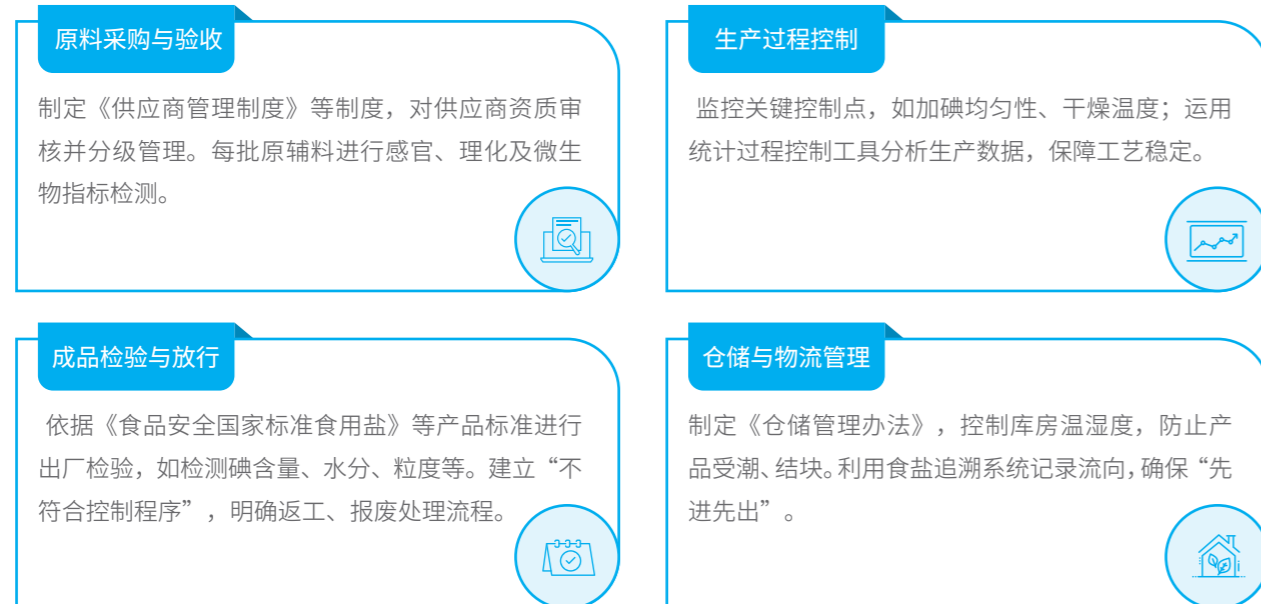 原料采购与验收
制定《供应商管理制度》等制度，对供应商资质审
核并分级管理。每批原辅料进行感官、理化及微生
物指标检测。
生产过程控制
监控关键控制点，如加碘均匀性、干燥温度；运用
统计过程控制工具分析生产数据，保障工艺稳定。
成品检验与放行
依据《食品安全国家标准食用盐》等产品标准进行
出厂检验，如检测碘含量、水分、粒度等。建立“不
符合控制程序”，明确返工、报废处理流程。
仓储与物流管理
制定《仓储管理办法》，控制库房温湿度，防止产
品受潮、结块。利用食盐追溯系统记录流向，确保“先
进先出”。